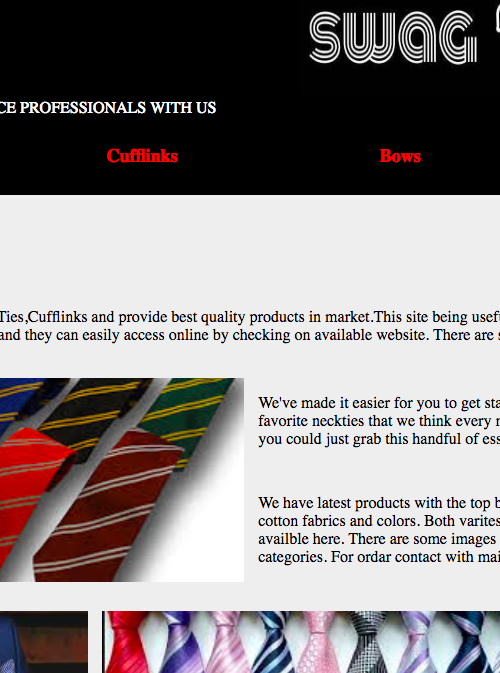 swag
CE PROFESSIONALS WITH US
Cufflinks
Bows
Ties,Cufflinks and provide best quality products in market.This site being usef
and they can easily access online by checking on available website. There are s
We've made it easier for you to get sta
favorite neckties that we think every m
you could just grab this handful of ess
We have latest products with the top b
cotton fabrics and colors. Both varites
availble here. There are some images
categories. For ordar contact with mai